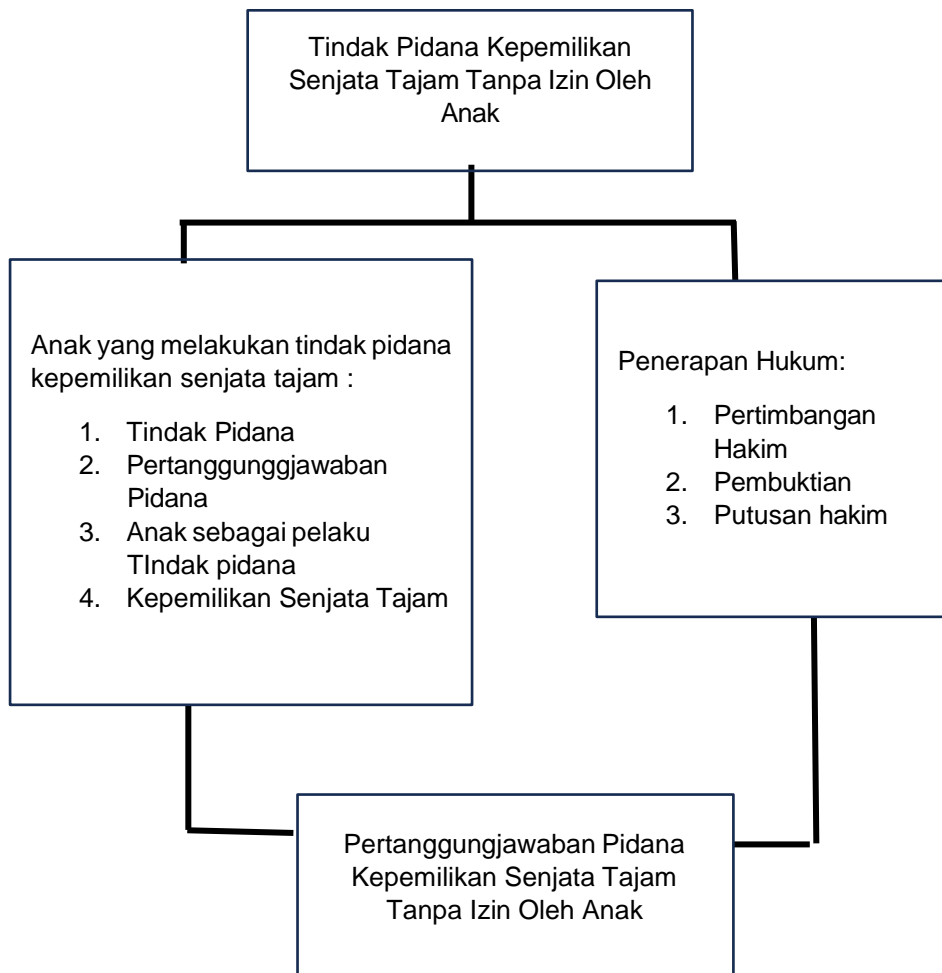 Tindak Pidana Kepemilikan
Senjata Tajam Tanpa Izin Oleh
Anak
Anak yang melakukan tindak pidana
kepemilikan senjata tajam :
1. Tindak Pidana
2. Pertanggunggjawaban
Pidana
3. Anak sebagai pelaku
TIndak pidana
4. Kepemilikan Senjata Tajam
Penerapan Hukum:
1. Pertimbangan
Hakim
2. Pembuktian
3. Putusan hakim
Pertanggungjawaban Pidana
Kepemilikan Senjata Tajam
Tanpa Izin Oleh Anak